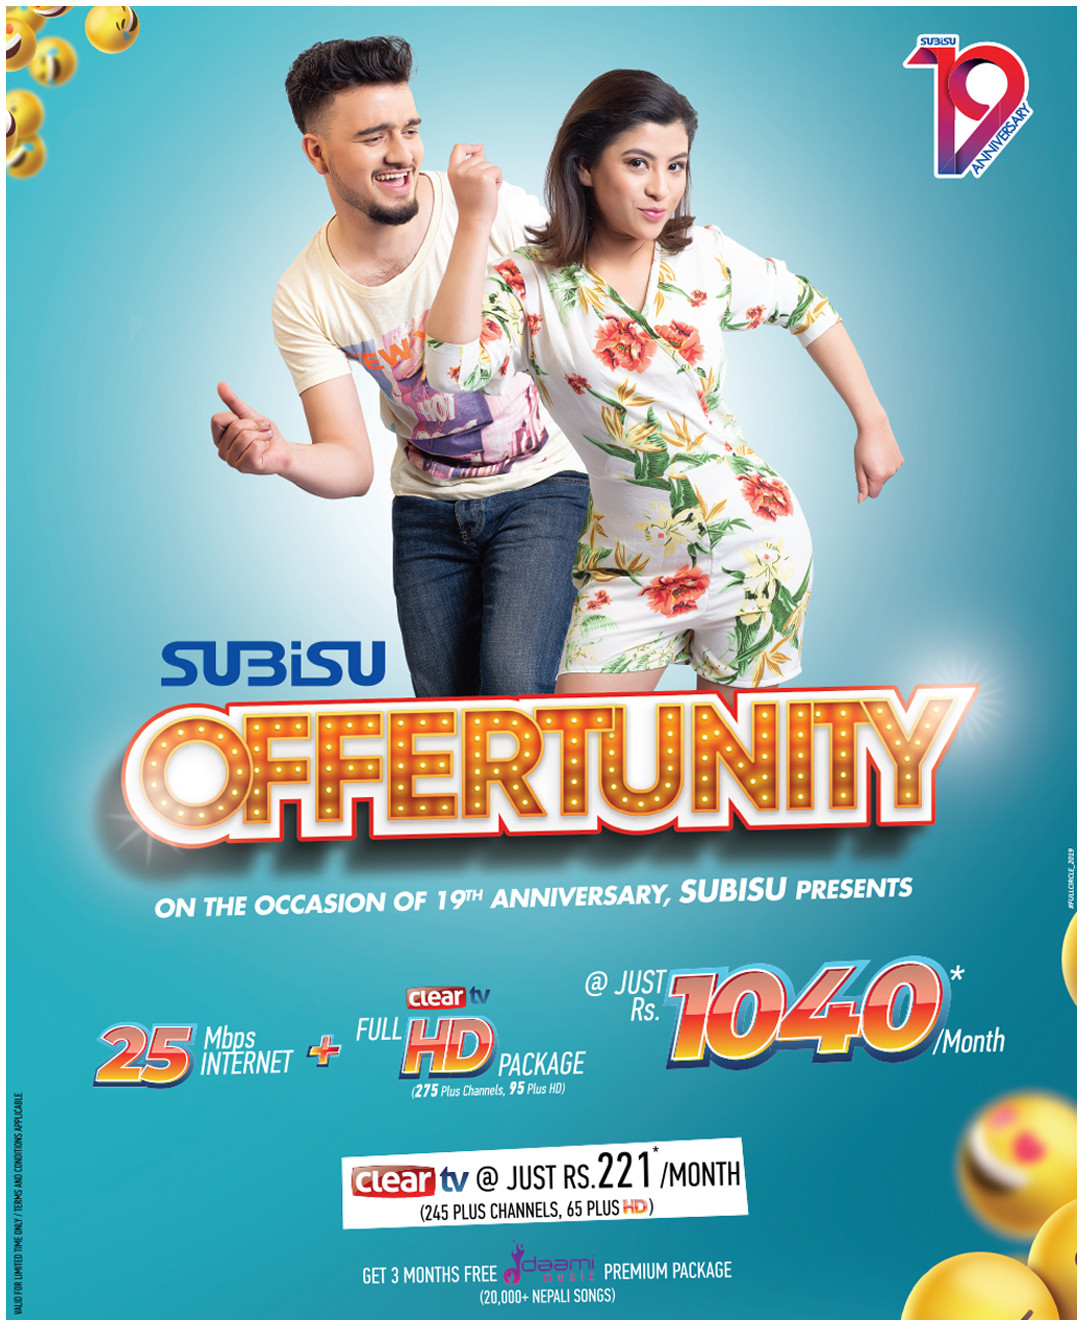 SUBiSU
19
ANNIVERSARY
EW
HOT
SUBiSU
OFFERTUNITY
ON THE OCCASION OF 19TH ANNIVERSARY, SUBISU PRESENTS
25 Mbps INTERNET + FULL clear tv HD PACKAGE
(275 Plus Channels, 95 Plus HD)
@ JUST Rs. 1040* /Month
clear tv @ JUST RS.221* /MONTH
(245 PLUS CHANNELS, 65 PLUS HD)
GET 3 MONTHS FREE daami music PREMIUM PACKAGE
(20,000+ NEPALI SONGS)
VALID FOR LIMITED TIME ONLY / TERMS AND CONDITIONS APPLICABLE
#FULLCIRCLE_2019